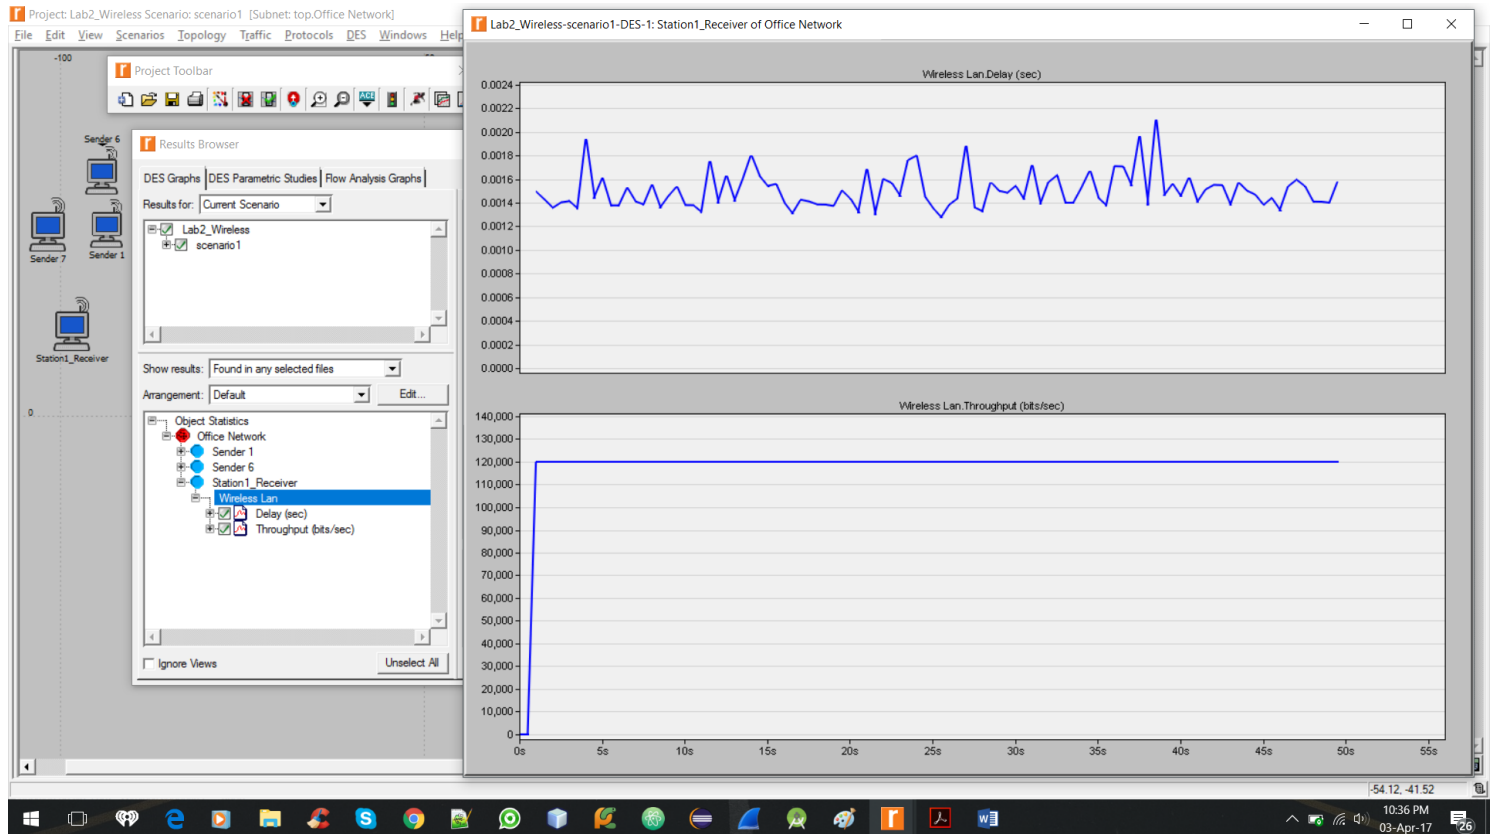 Project: Lab2_Wireless Scenario: scenario1 [Subnet: top.Office Network]
File Edit View Scenarios Topology Traffic Protocols DES Windows Help
-100
Project Toolbar
ACE
Sender 6
Sender 7
Sender 1
Station1_Receiver
0
Results Browser
DES Graphs DES Parametric Studies Flow Analysis Graphs
Results for: Current Scenario
Lab2_Wireless
scenario1
Show results: Found in any selected files
Arrangement: Default Edit...
Object Statistics
Office Network
Sender 1
Sender 6
Station1_Receiver
Wireless Lan
Delay (sec)
Throughput (bits/sec)
Ignore Views Unselect All
Lab2_Wireless-scenario1-DES-1: Station1_Receiver of Office Network
Wireless Lan.Delay (sec)
0.0024
0.0022
0.0020
0.0018
0.0016
0.0014
0.0012
0.0010
0.0008
0.0006
0.0004
0.0002
0.0000
Wireless Lan.Throughput (bits/sec)
140,000
130,000
120,000
110,000
100,000
90,000
80,000
70,000
60,000
50,000
40,000
30,000
20,000
10,000
0
0s 5s 10s 15s 20s 25s 30s 35s 40s 45s 50s 55s
-54.12, -41.52
10:36 PM
03-Apr-17
26